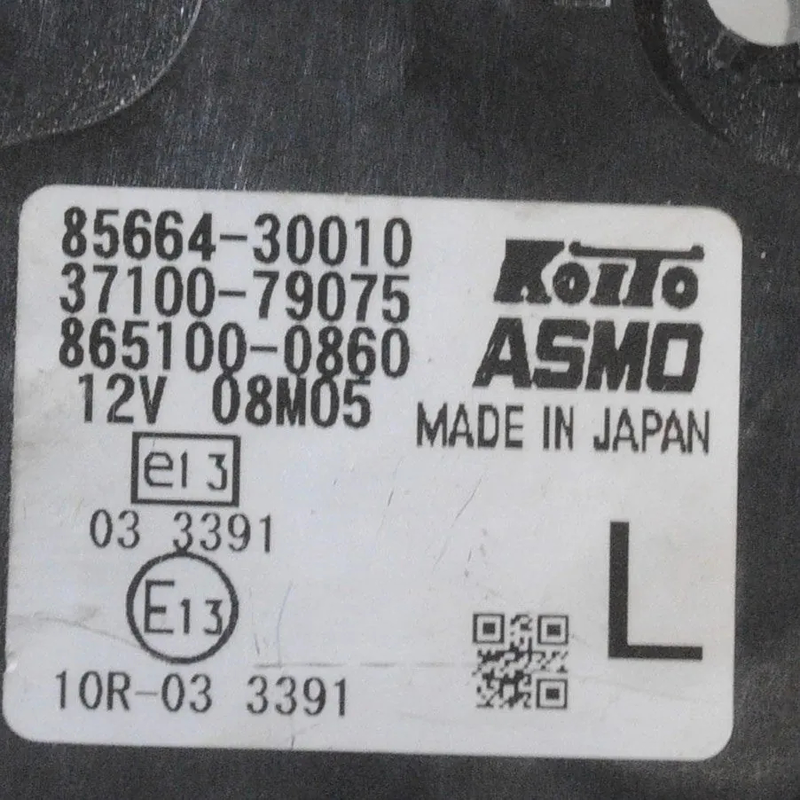 85664-30010
37100-79075
865100-0860
12V 08M05
KOITO
ASMO
MADE IN JAPAN
e13
03 3391
E13
10R-03 3391
L